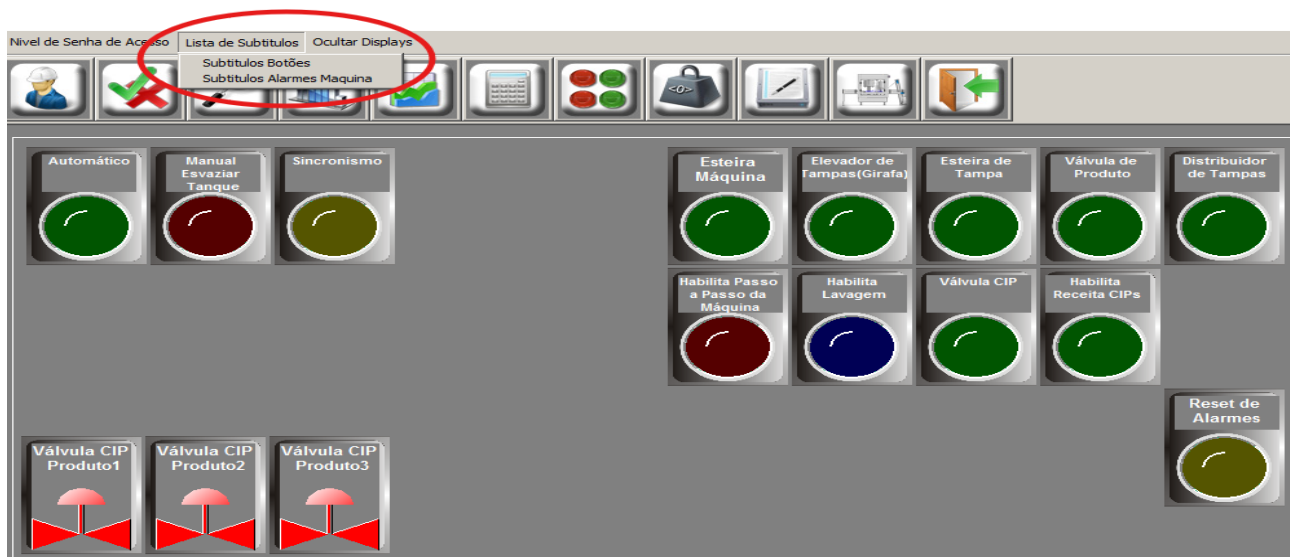 Nivel de Senha de Acesso Lista de Subtitulos Ocultar Displays
Subtitulos Botões
Subtitulos Alarmes Maquina
<0>
Automático
Manual
Esvaziar
Tanque
Sincronismo
Esteira
Máquina
Elevador de
Tampas(Girafa)
Esteira de
Tampa
Válvula de
Produto
Distribuidor
de Tampas
Habilita Passo
a Passo da
Máquina
Habilita
Lavagem
Válvula CIP
Habilita
Receita CIPs
Reset de
Alarmes
Válvula CIP
Produto1
Válvula CIP
Produto2
Válvula CIP
Produto3